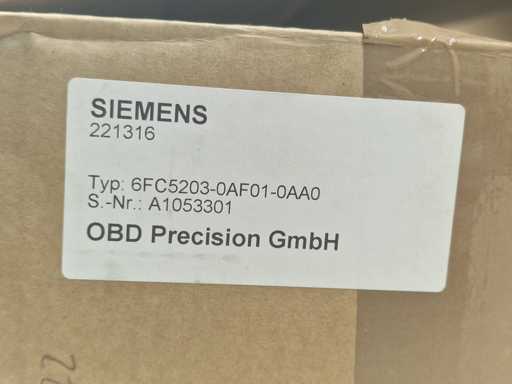 SIEMENS
221316
Typ: 6FC5203-0AF01-0AA0
S.-Nr.: A1053301
OBD Precision GmbH